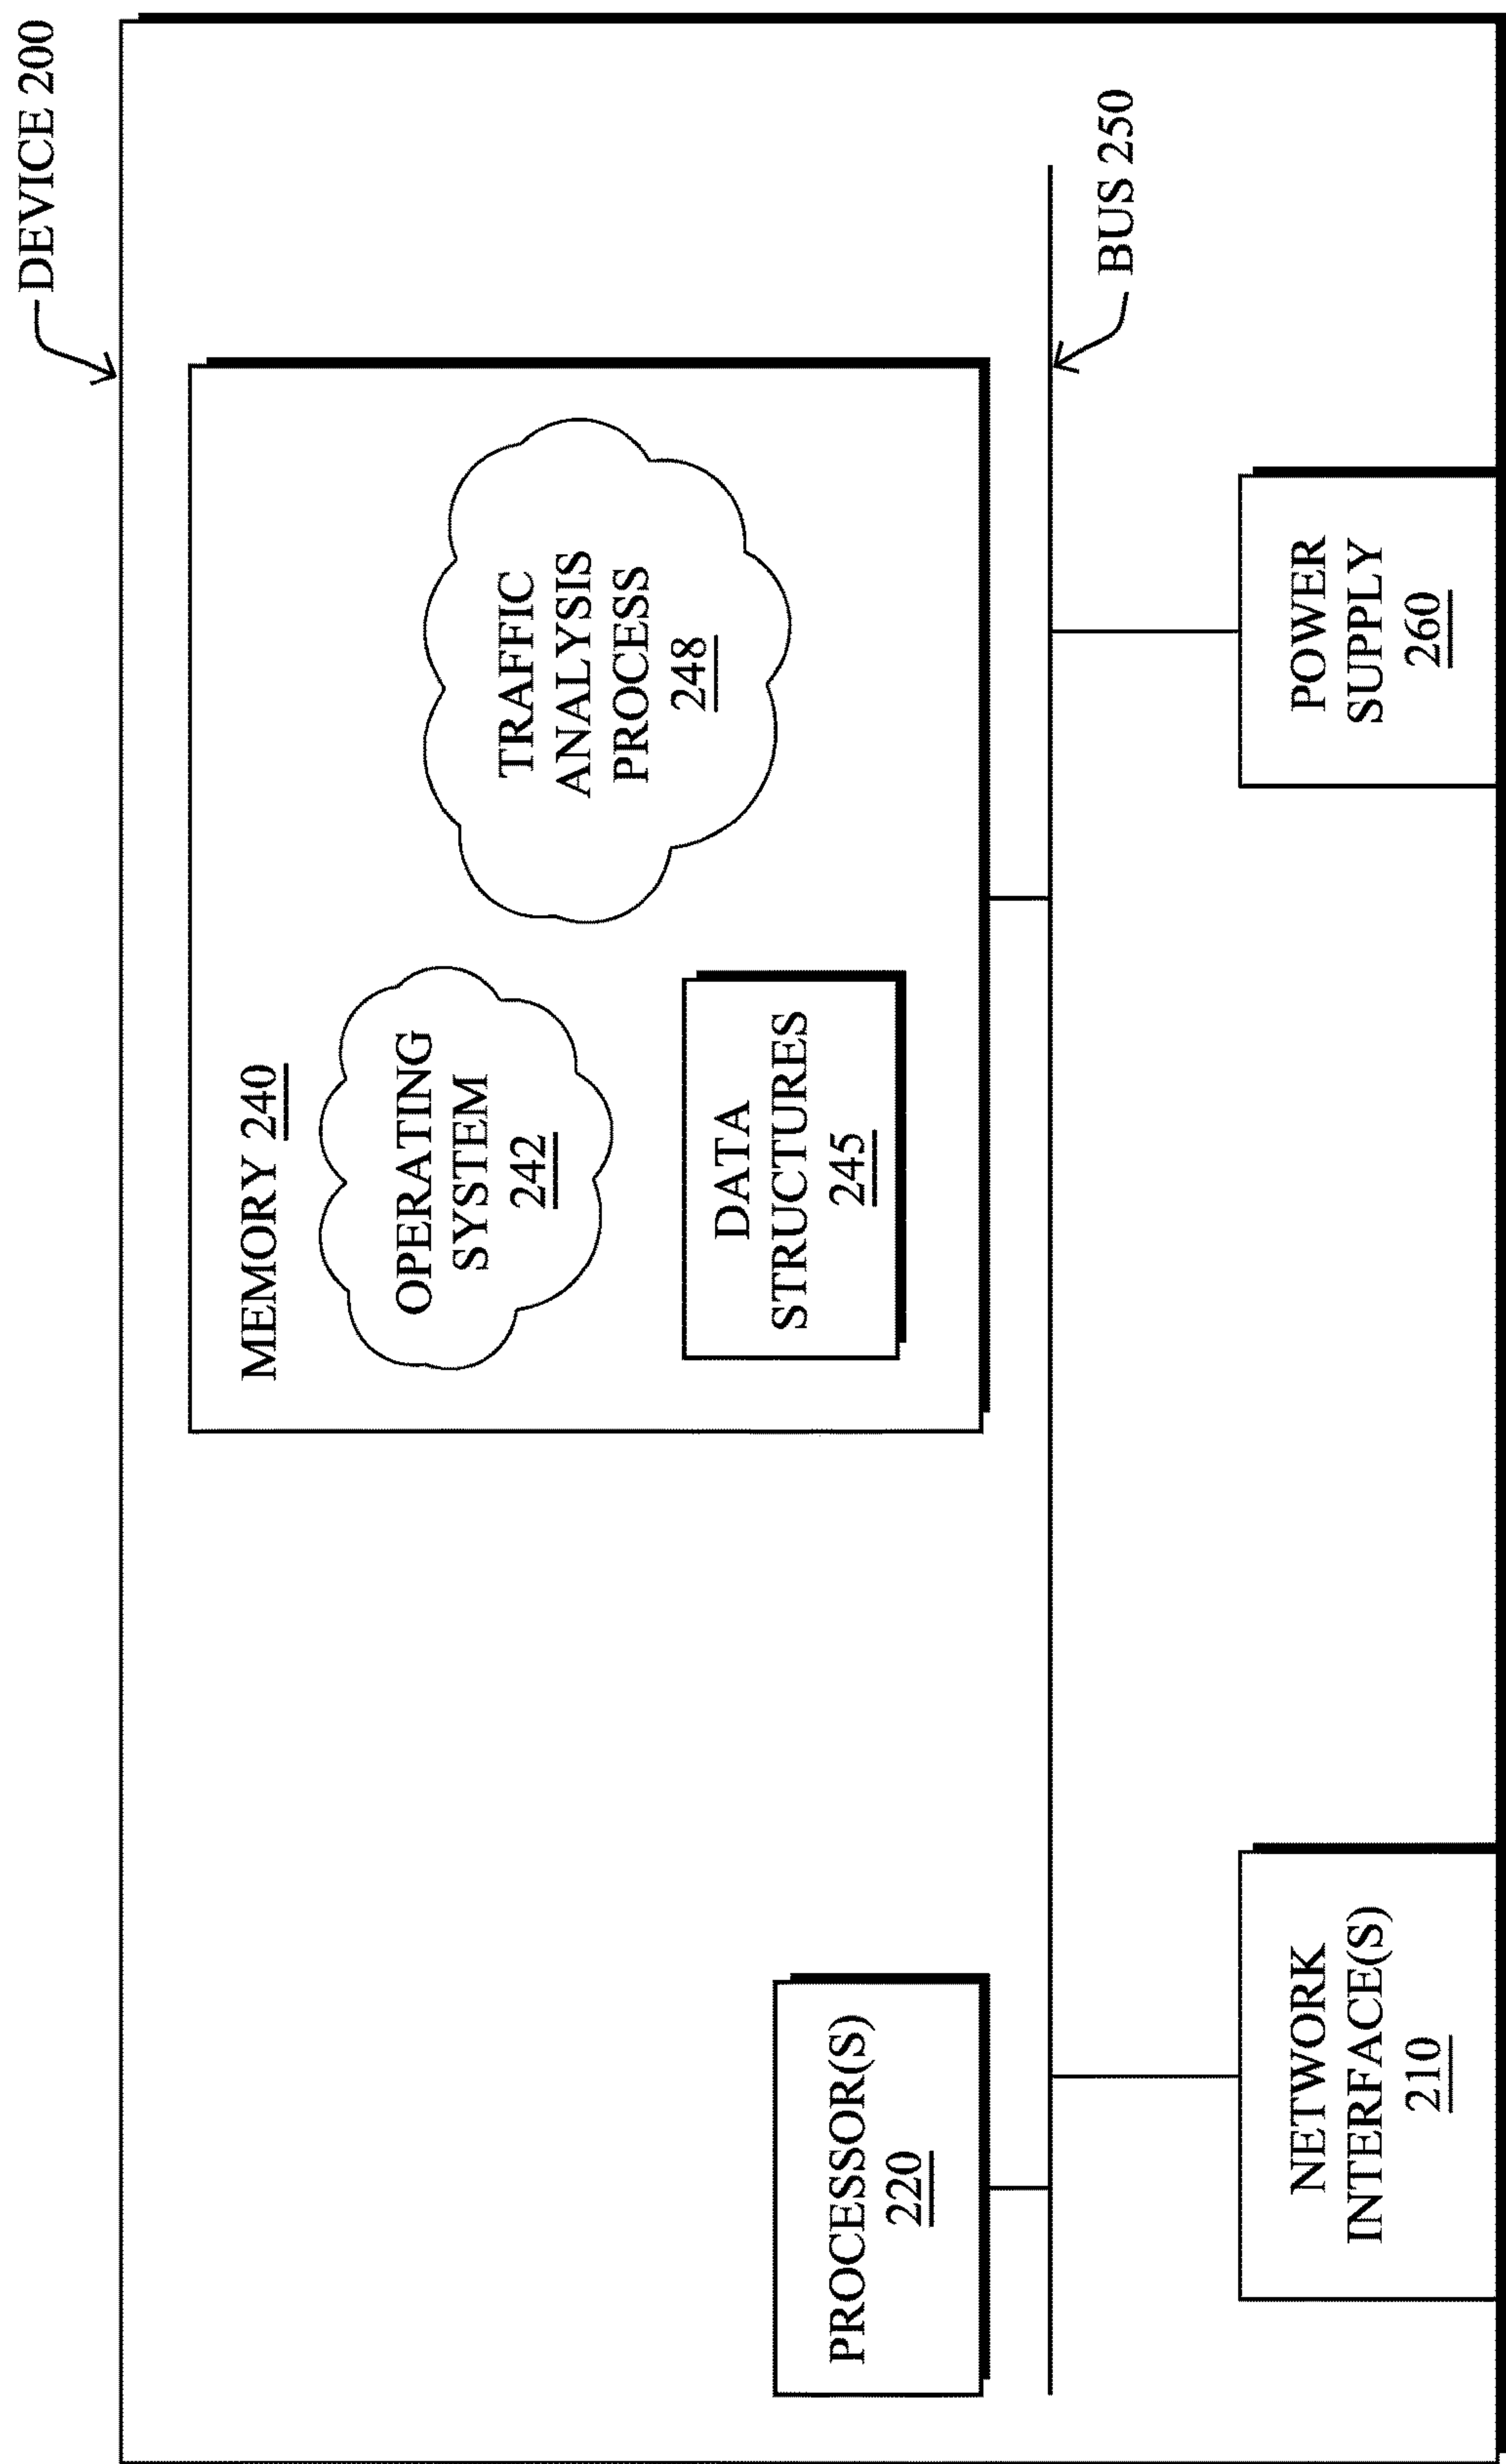 DEVICE 200
MEMORY 240
OPERATING
SYSTEM
242
DATA
STRUCTURES
245
TRAFFIC
ANALYSIS
PROCESS
248
PROCESSOR(S)
220
BUS 250
NETWORK
INTERFACE(S)
210
POWER
SUPPLY
260